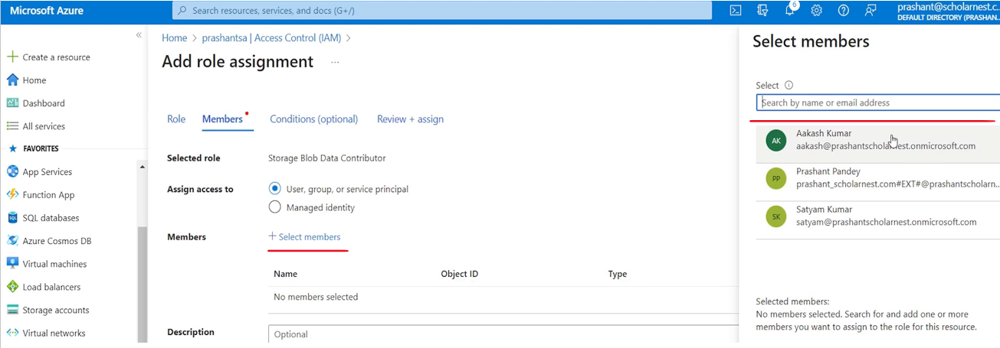 Microsoft Azure
Search resources, services, and docs (G+/)
6
prashant@scholarnest.c...
DEFAULT DIRECTORY (PRASHAN...
«
Create a resource
Home
Dashboard
All services
FAVORITES
App Services
Function App
SQL databases
Azure Cosmos DB
Virtual machines
Load balancers
Storage accounts
Virtual networks
Home > prashantsa | Access Control (IAM) >
Add role assignment ...
Role Members Conditions (optional) Review + assign
Selected role Storage Blob Data Contributor
Assign access to User, group, or service principal
Managed identity
Members + Select members
Name Object ID Type
No members selected
Description Optional
Select members
Select
Search by name or email address
AK Aakash Kumar
aakash@prashantscholarnest.onmicrosoft.com
PP Prashant Pandey
prashant_scholarnest.com#EXT#@prashantscholarn...
SK Satyam Kumar
satyam@prashantscholarnest.onmicrosoft.com
Selected members:
No members selected. Search for and add one or more
members you want to assign to the role for this resource.